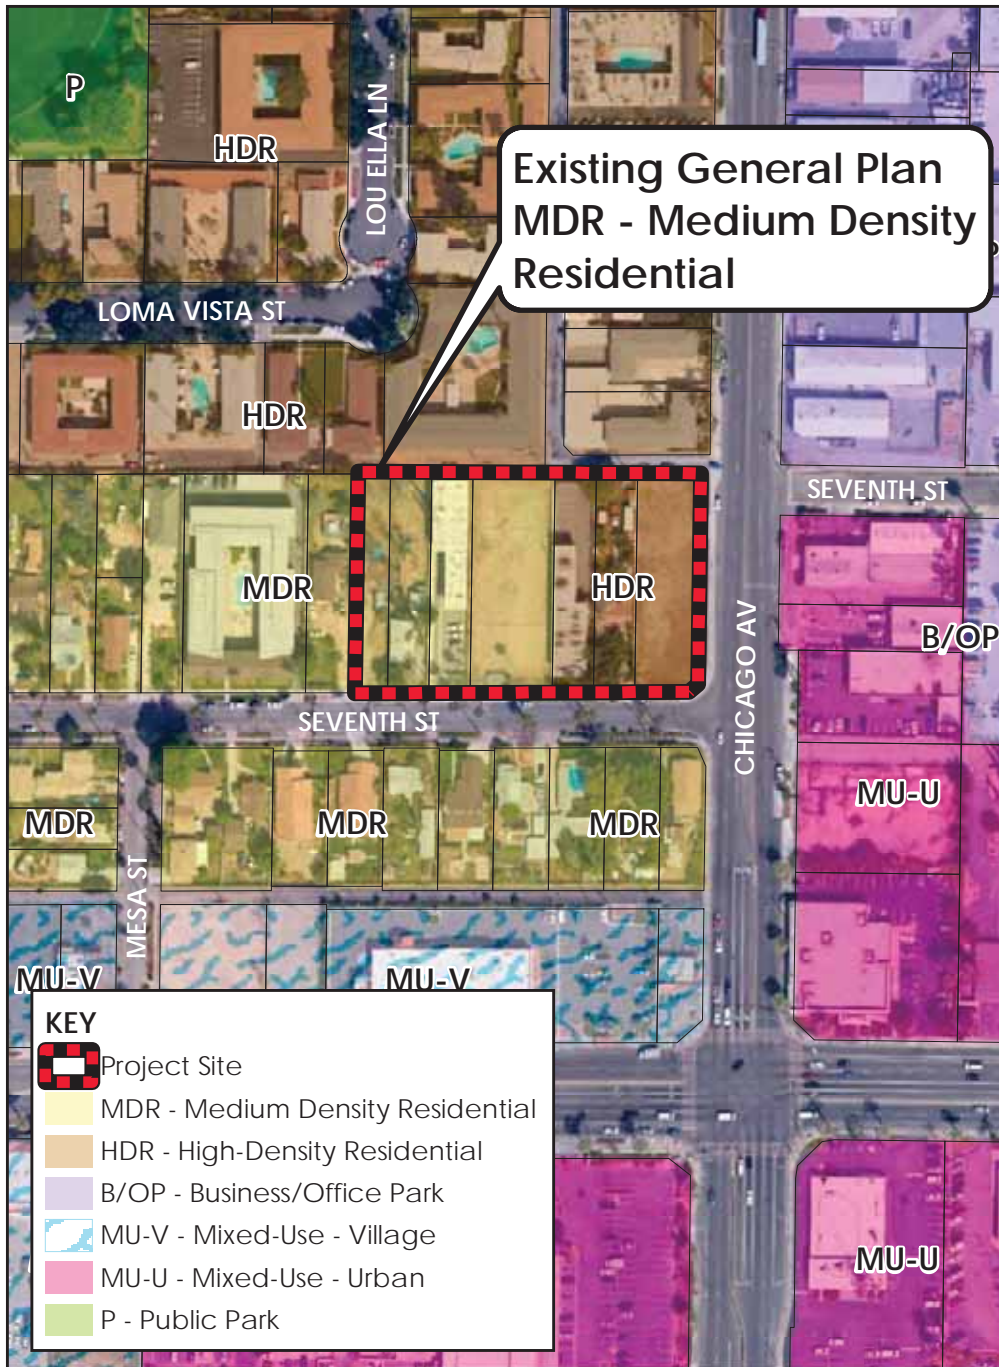 P
HDR
LOU ELLA LN
Existing General Plan
MDR - Medium Density
Residential
LOMA VISTA ST
HDR
SEVENTH ST
MDR
HDR
B/OP
CHICAGO AV
SEVENTH ST
MU-U
MDR
MDR
MDR
MESA ST
MU-V
MU-V
KEY
Project Site
MDR - Medium Density Residential
HDR - High-Density Residential
B/OP - Business/Office Park
MU-V - Mixed-Use - Village
MU-U - Mixed-Use - Urban
P - Public Park
MU-U